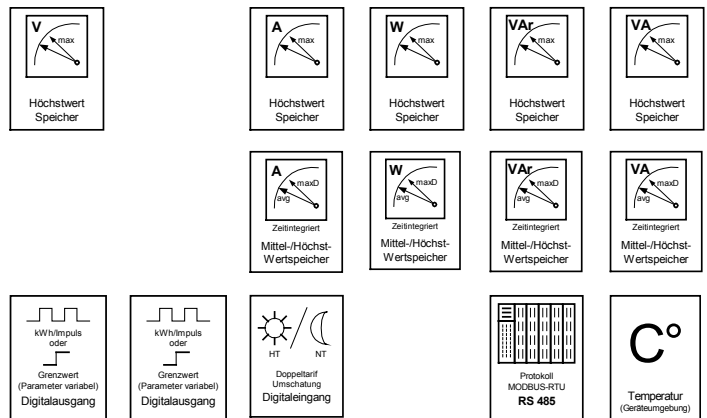 V
max
Höchstwert
Speicher
A
max
Höchstwert
Speicher
W
max
Höchstwert
Speicher
VAr
max
Höchstwert
Speicher
VA
max
Höchstwert
Speicher
A
maxD
avg
Zeitintegriert
Mittel-/Höchst-
Wertspeicher
W
maxD
avg
Zeitintegriert
Mittel-/Höchst-
Wertspeicher
VAr
maxD
avg
Zeitintegriert
Mittel-/Höchst-
Wertspeicher
VA
maxD
avg
Zeitintegriert
Mittel-/Höchst-
Wertspeicher
kWh/Impuls
oder
Grenzwert
(Parameter variabel)
Digitalausgang
kWh/Impuls
oder
Grenzwert
(Parameter variabel)
Digitalausgang
HT NT
Doppeltarif
Umschatung
Digitaleingang
Protokoll
MODBUS-RTU
RS 485
C°
Temperatur
(Geräteumgebung)